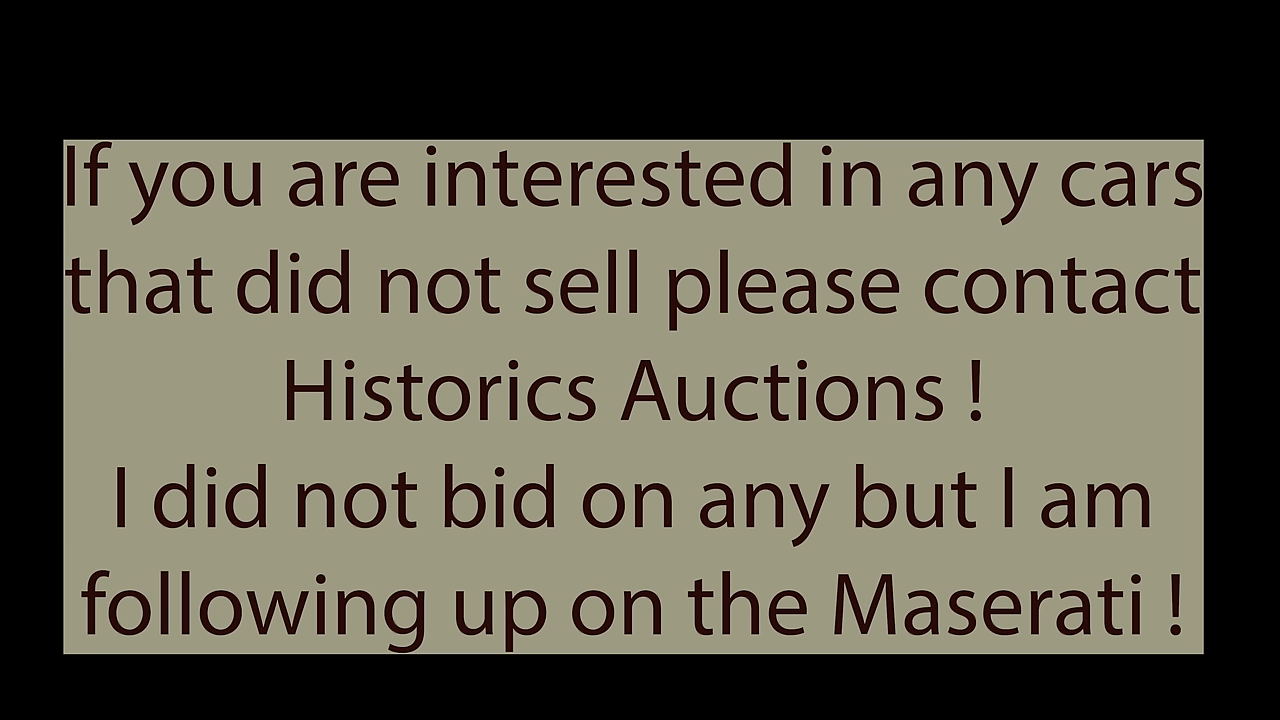 If you are interested in any cars
that did not sell please contact
Historics Auctions !
I did not bid on any but I am
following up on the Maserati !